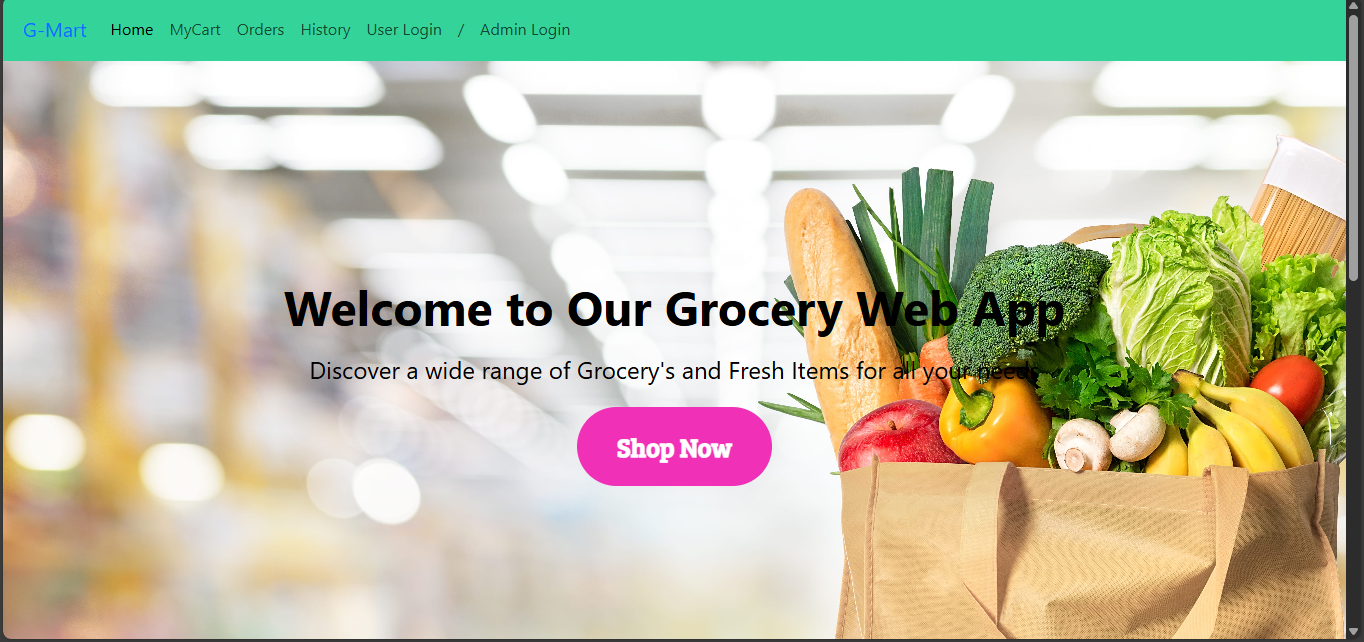 G-Mart Home MyCart Orders History User Login / Admin Login
Welcome to Our Grocery Web App
Discover a wide range of Grocery's and Fresh Items for all your needs
Shop Now